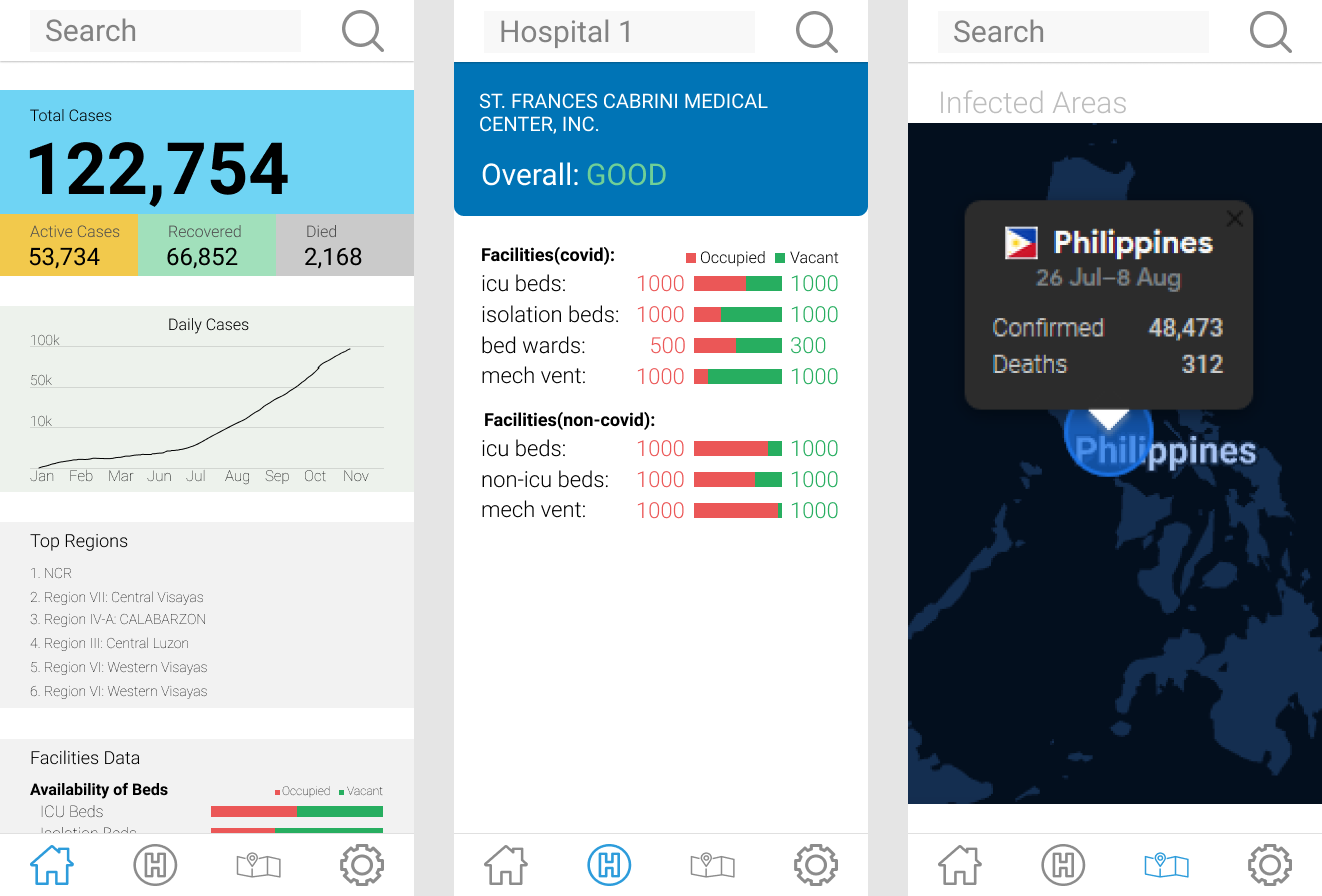 Search
Total Cases
122,754
Active Cases Recovered Died
53,734 66,852 2,168
Daily Cases
100k
50k
10k
Jan Feb Mar Jun Jul Aug Sep Oct Nov
Top Regions
1. NCR
2. Region VII: Central Visayas
3. Region IV-A: CALABARZON
4. Region III: Central Luzon
5. Region VI: Western Visayas
6. Region VI: Western Visayas
Facilities Data
Availability of Beds Occupied Vacant
ICU Beds
Isolation Beds
Hospital 1
ST. FRANCES CABRINI MEDICAL
CENTER, INC.
Overall: GOOD
Facilities(covid): Occupied Vacant
icu beds: 1000 1000
isolation beds: 1000 1000
bed wards: 500 300
mech vent: 1000 1000
Facilities(non-covid):
icu beds: 1000 1000
non-icu beds: 1000 1000
mech vent: 1000 1000
H
Search
Infected Areas
Philippines
26 Jul–8 Aug
Confirmed 48,473
Deaths 312
Philippines